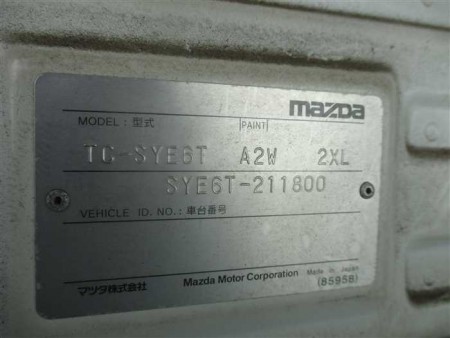 mazda
MODEL : 型式 PAINT
TC-SYE6T A2W 2XL
SYE6T-211800
VEHICLE ID. NO. : 車台番号
マツダ株式会社 Mazda Motor Corporation Made in Japan
(85958)